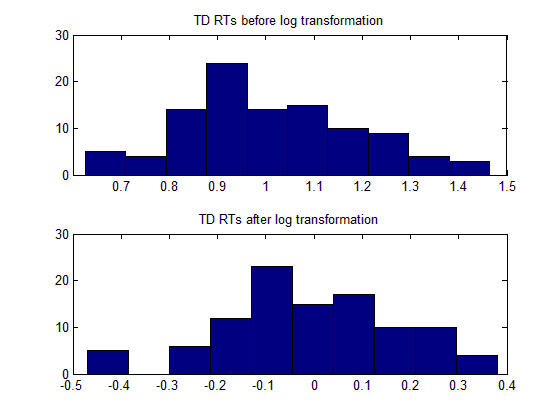 TD RTs before log transformation
30
20
10
0
0.7 0.8 0.9 1 1.1 1.2 1.3 1.4 1.5
TD RTs after log transformation
30
20
10
0
-0.5 -0.4 -0.3 -0.2 -0.1 0 0.1 0.2 0.3 0.4